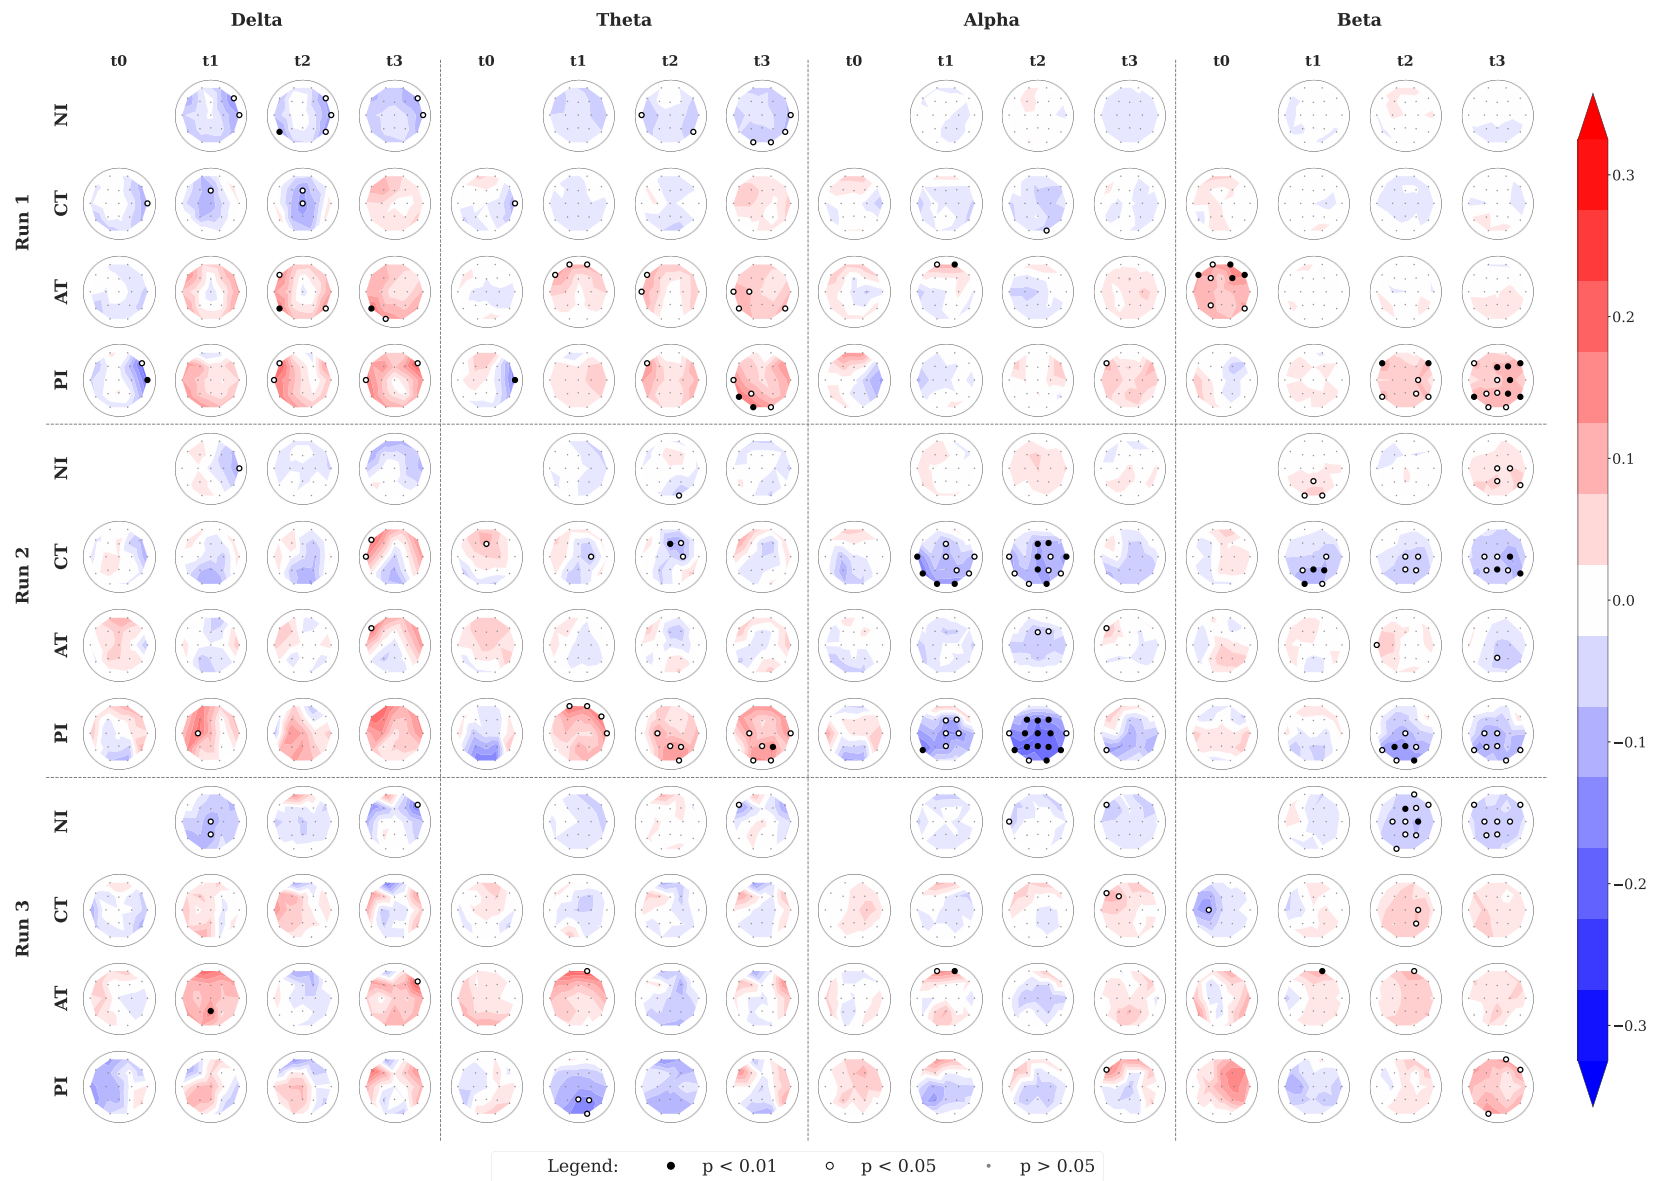 Delta Theta Alpha Beta
t0 t1 t2 t3 t0 t1 t2 t3 t0 t1 t2 t3 t0 t1 t2 t3
Run 1
NI
CT
AT
PI
Run 2
NI
CT
AT
PI
Run 3
NI
CT
AT
PI
0.3
0.2
0.1
0.0
−0.1
−0.2
−0.3
Legend: p < 0.01 p < 0.05 p > 0.05